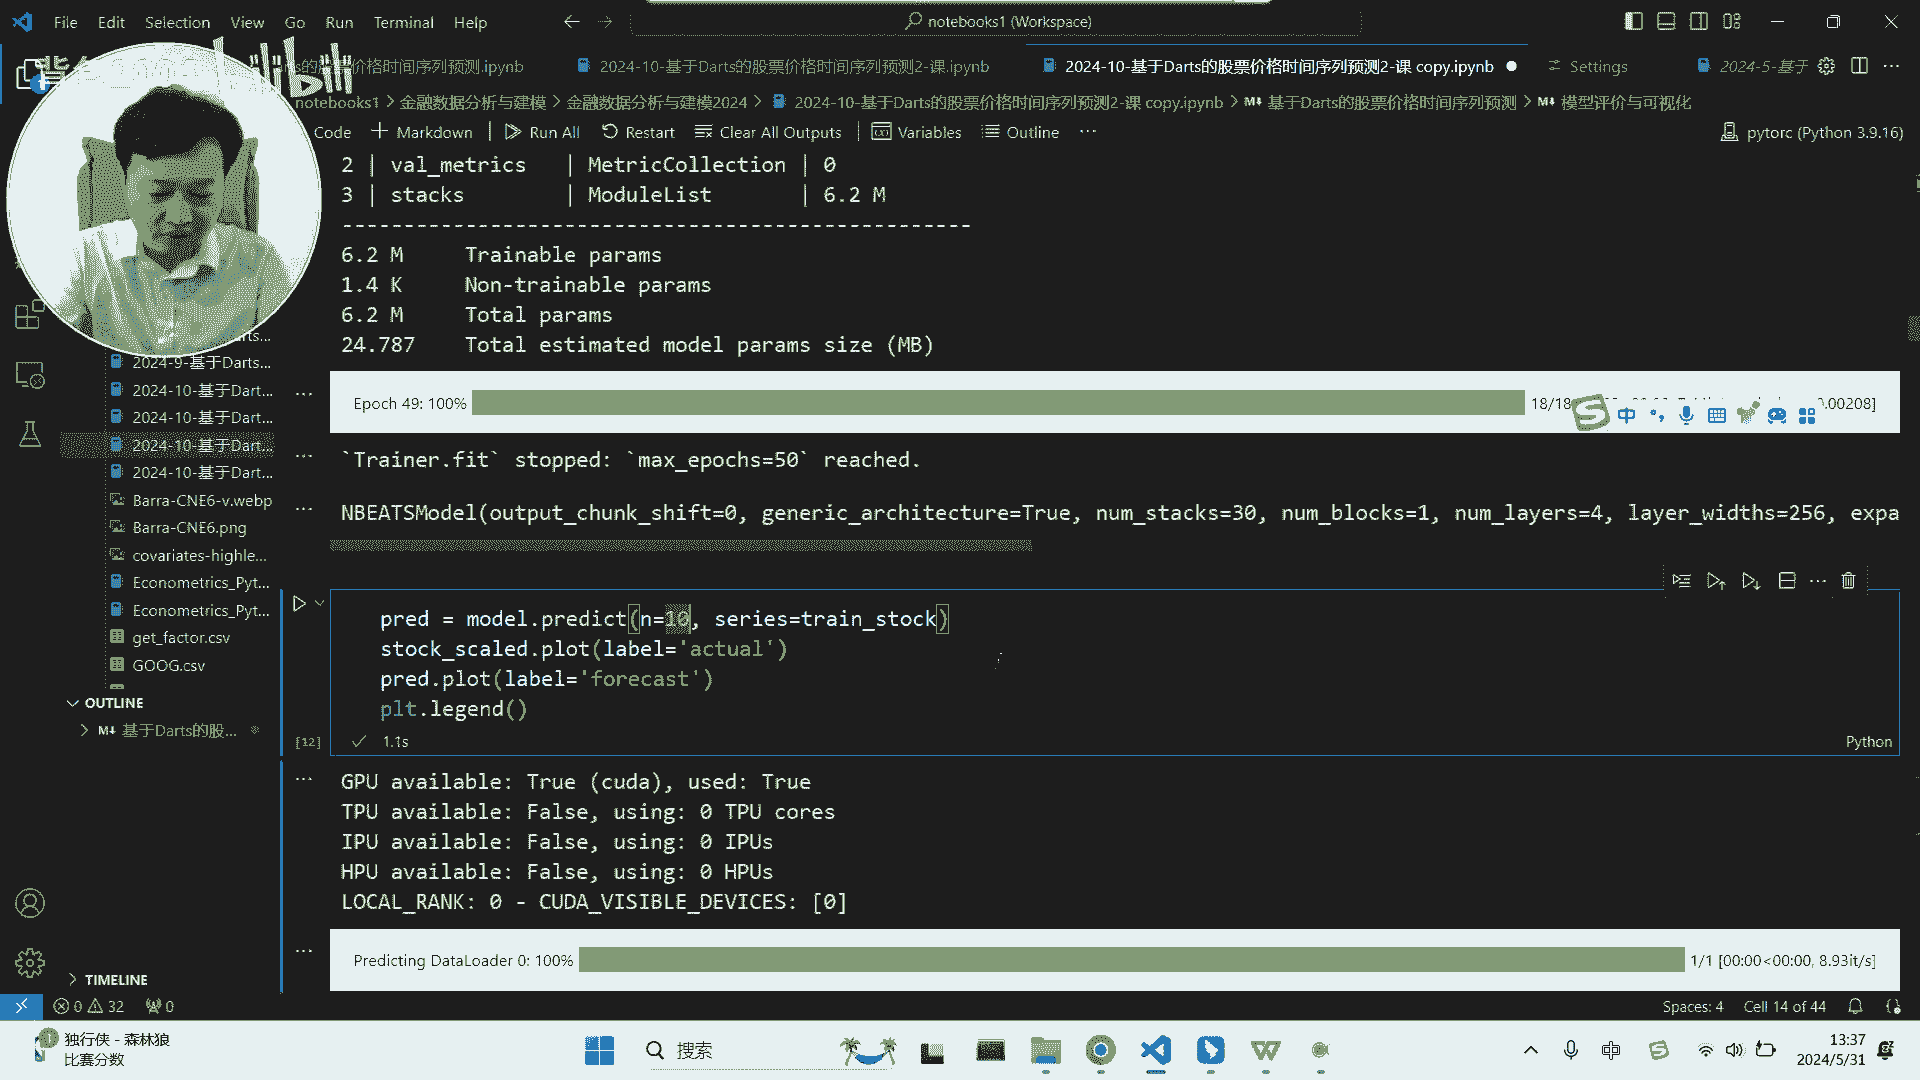 File Edit Selection View Go Run Terminal Help
notebooks1 (Workspace)
bilibili
的股票价格时间序列预测.ipynb
2024-10-基于Darts的股票价格时间序列预测2-课.ipynb
2024-10-基于Darts的股票价格时间序列预测2-课 copy.ipynb
Settings
2024-5-基于
notebooks1 > 金融数据分析与建模 > 金融数据分析与建模2024 > 2024-10-基于Darts的股票价格时间序列预测2-课 copy.ipynb > M↓ 基于Darts的股票价格时间序列预测 > M↓ 模型评价与可视化
Code + Markdown | Run All Restart Clear All Outputs | Variables Outline ···
pytorc (Python 3.9.16)
2 | val_metrics | MetricCollection | 0
3 | stacks | ModuleList | 6.2 M
---------------------------------------------------
6.2 M Trainable params
1.4 K Non-trainable params
6.2 M Total params
24.787 Total estimated model params size (MB)
2024-9-基于Darts...
2024-10-基于Dart...
2024-10-基于Dart...
2024-10-基于Dart...
2024-10-基于Dart...
Barra-CNE6-v.webp
Barra-CNE6.png
covariates-highle...
Econometrics_Pyt...
Econometrics_Pyt...
get_factor.csv
GOOG.csv
OUTLINE
M↓ 基于Darts的股...
TIMELINE
Epoch 49: 100%
18/18
0.00208]
中
`Trainer.fit` stopped: `max_epochs=50` reached.
NBEATSModel(output_chunk_shift=0, generic_architecture=True, num_stacks=30, num_blocks=1, num_layers=4, layer_widths=256, expa
pred = model.predict(n=10, series=train_stock)
stock_scaled.plot(label='actual')
pred.plot(label='forecast')
plt.legend()
[12]
1.1s
Python
GPU available: True (cuda), used: True
TPU available: False, using: 0 TPU cores
IPU available: False, using: 0 IPUs
HPU available: False, using: 0 HPUs
LOCAL_RANK: 0 - CUDA_VISIBLE_DEVICES: [0]
Predicting DataLoader 0: 100%
1/1 [00:00<00:00, 8.93it/s]
0 32 0
Spaces: 4 Cell 14 of 44
独行侠 - 森林狼
比赛分数
搜索
中
13:37
2024/5/31